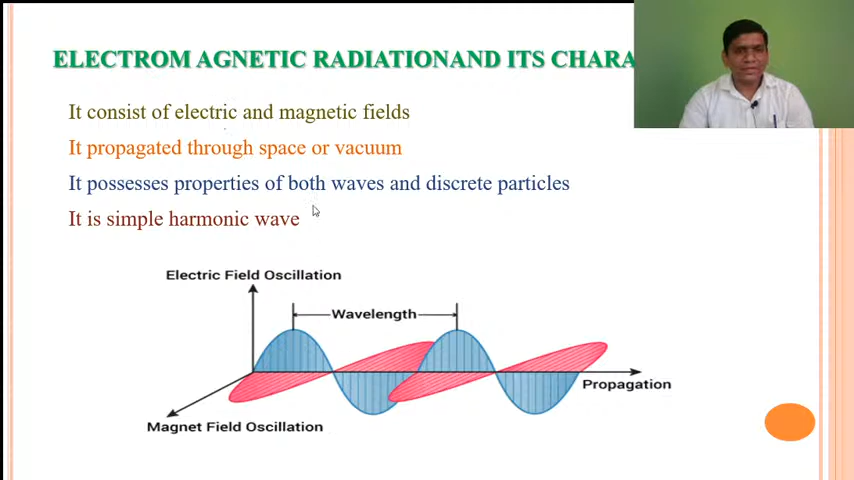 ELECTROM AGNETIC RADIATIONAND ITS CHARA
It consist of electric and magnetic fields
It propagated through space or vacuum
It possesses properties of both waves and discrete particles
It is simple harmonic wave
Electric Field Oscillation
Wavelength
Propagation
Magnet Field Oscillation